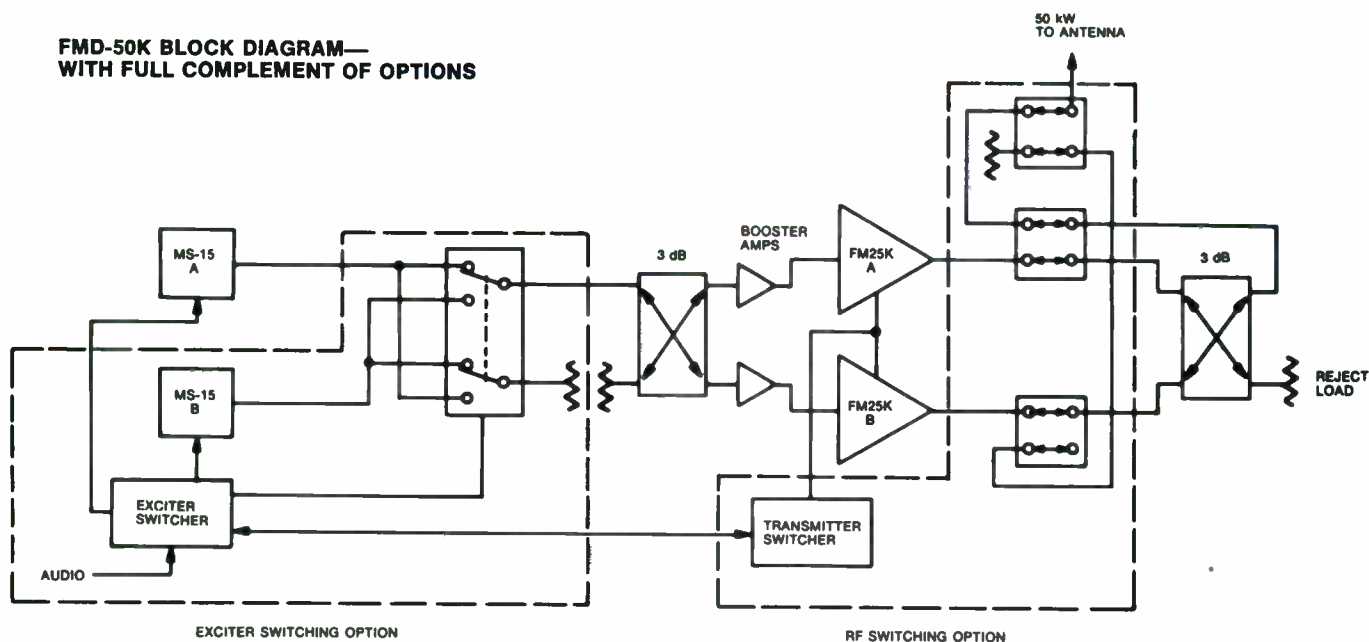 50 kW
TO ANTENNA
FMD-50K BLOCK DIAGRAM—
WITH FULL COMPLEMENT OF OPTIONS
MS-15
A
MS-15
B
EXCITER
SWITCHER
AUDIO
3 dB
BOOSTER
AMPS
FM25K
A
FM25K
B
TRANSMITTER
SWITCHER
3 dB
REJECT
LOAD
EXCITER SWITCHING OPTION
RF SWITCHING OPTION